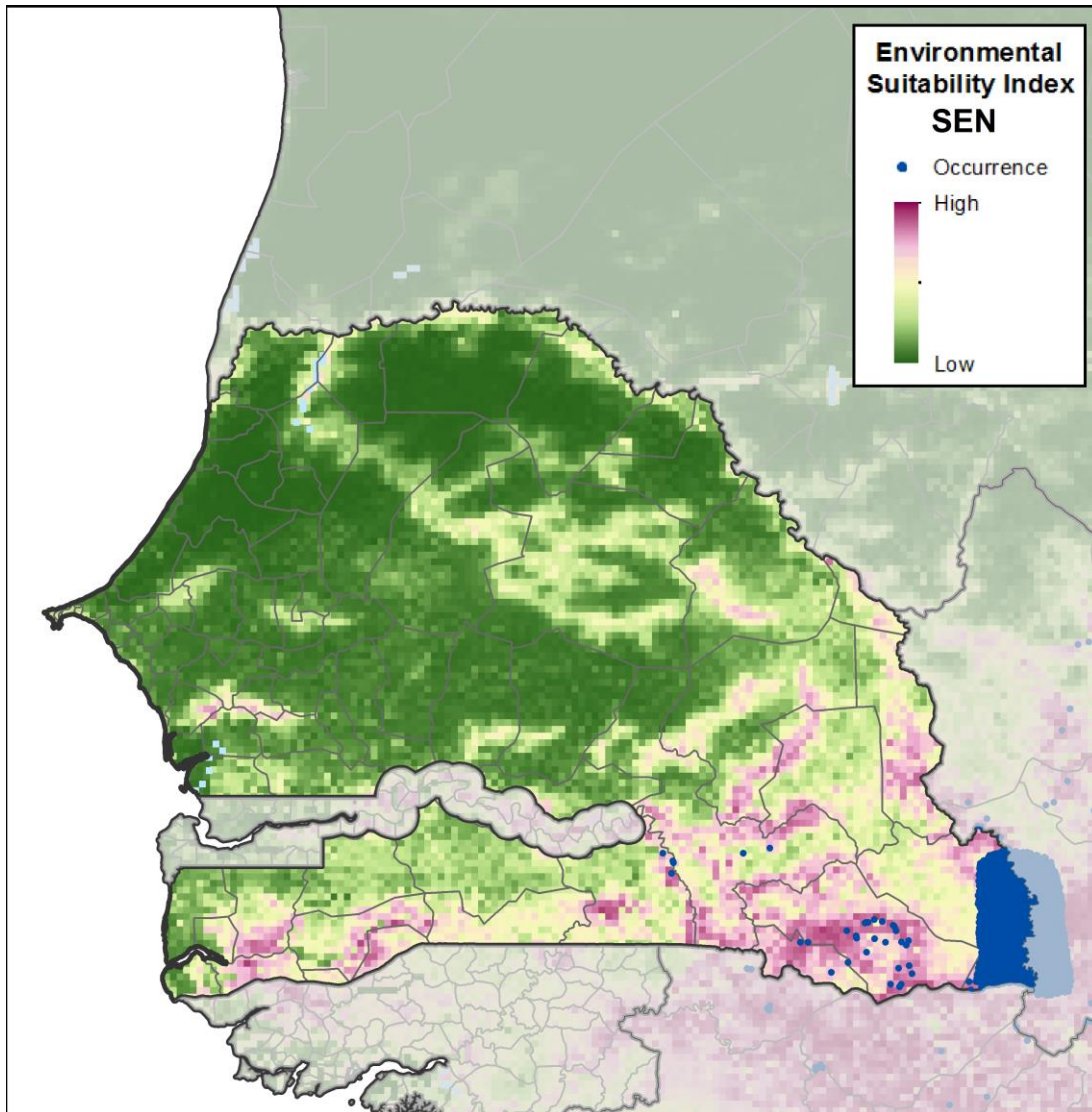 Environmental
Suitability Index
SEN
Occurrence
High
Low